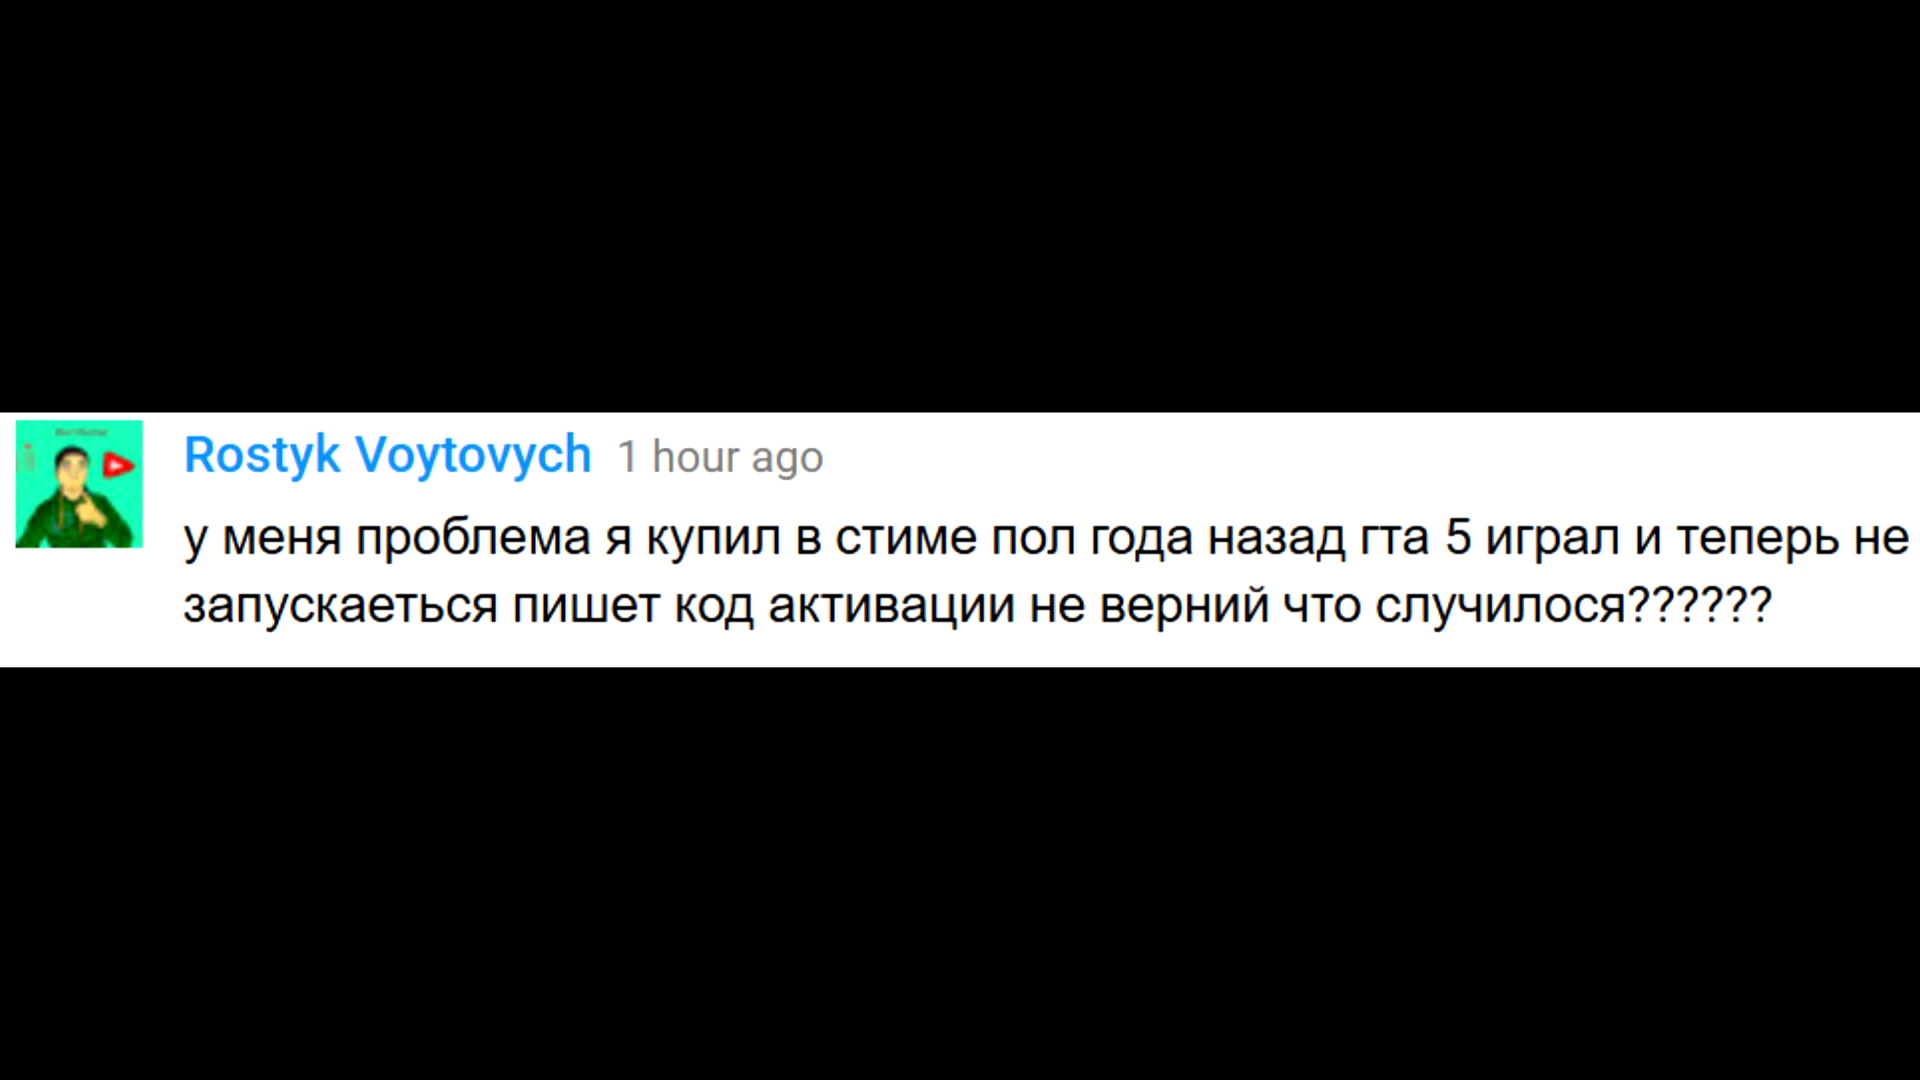 Rostyk Voytovych 1 hour ago
у меня проблема я купил в стиме пол года назад гта 5 играл и теперь не
запускаеться пишет код активации не верний что случилося??????